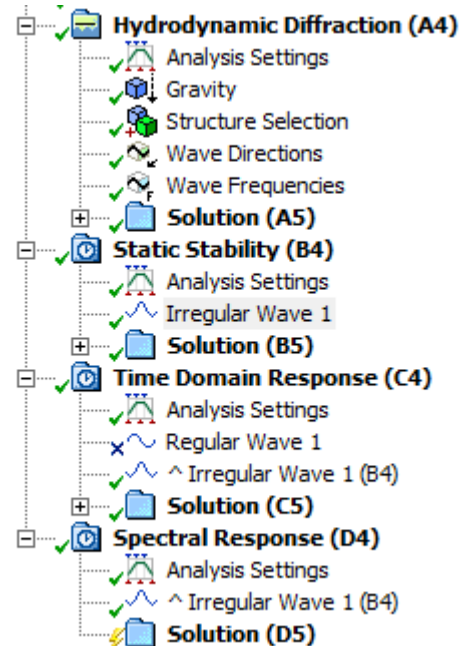 Hydrodynamic Diffraction (A4)
Analysis Settings
Gravity
Structure Selection
Wave Directions
Wave Frequencies
Solution (A5)
Static Stability (B4)
Analysis Settings
Irregular Wave 1
Solution (B5)
Time Domain Response (C4)
Analysis Settings
Regular Wave 1
^ Irregular Wave 1 (B4)
Solution (C5)
Spectral Response (D4)
Analysis Settings
^ Irregular Wave 1 (B4)
Solution (D5)